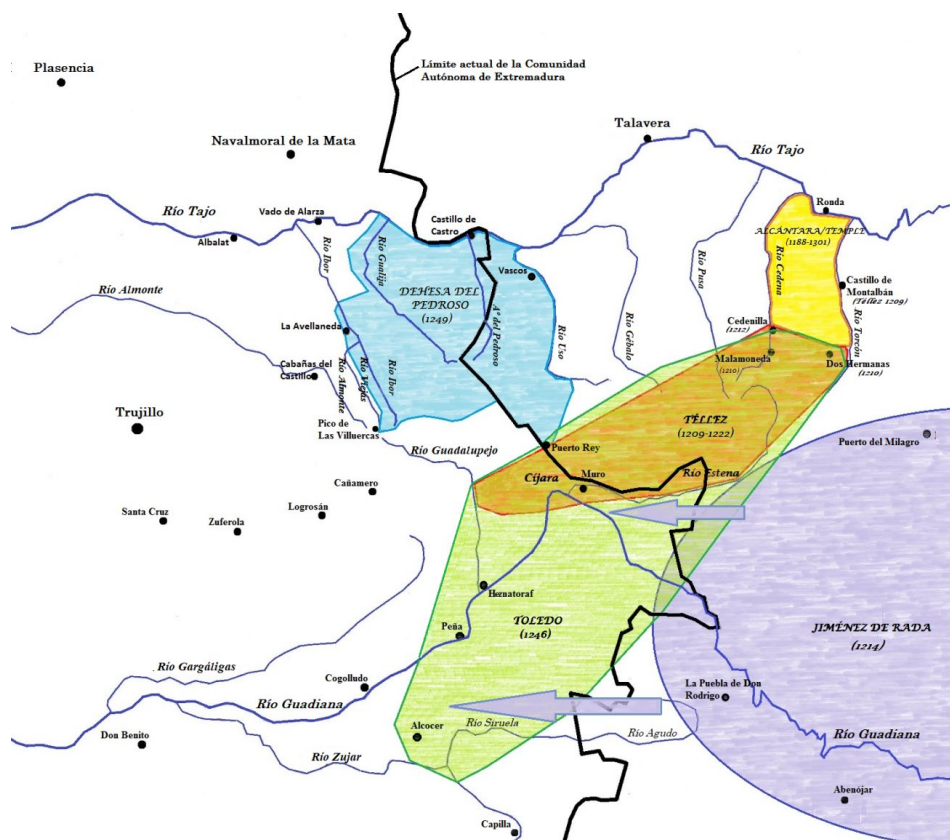 Límite actual de la Comunidad
Autónoma de Extremadura
Plasencia
Talavera
Navalmoral de la Mata
Río Tajo
Río Tajo
Vado de Alarza
Albalat
Castillo de
Castro
Ronda
ALCÁNTARA/TEMPLE
(1188-1301)
Río Ibor
Río Gualija
Vascos
Río Pusa
Río Cedena
Castillo de
Montalbán
(Téllez 1209)
Río Almonte
DEHESA DEL
PEDROSO
(1249)
Aº del Pedroso
Río Uso
Río Gébalo
Río Torcón
La Avellaneda
Cedenilla
(1212)
Malamoneda
(1210)
Dos Hermanas
(1210)
Cabañas del
Castillo
Río Almonte
Río Viejas
Río Ibor
Trujillo
Pico de
Las Villuercas
TÉLLEZ
(1209-1222)
Puerto del Milagro
Río Guadalupejo
Puerto Rey
Cíjara
Muro
Río Estena
Cañamero
Logrosán
Santa Cruz
Zuferola
Heznatoraf
TOLEDO
(1246)
Peña
JIMÉNEZ DE RADA
(1214)
Río Gargáligas
Cogolludo
La Puebla de Don
Rodrigo
Río Guadiana
Alcocer
Río Siruela
Río Agudo
Río Guadiana
Don Benito
Río Zujar
Abenójar
Capilla